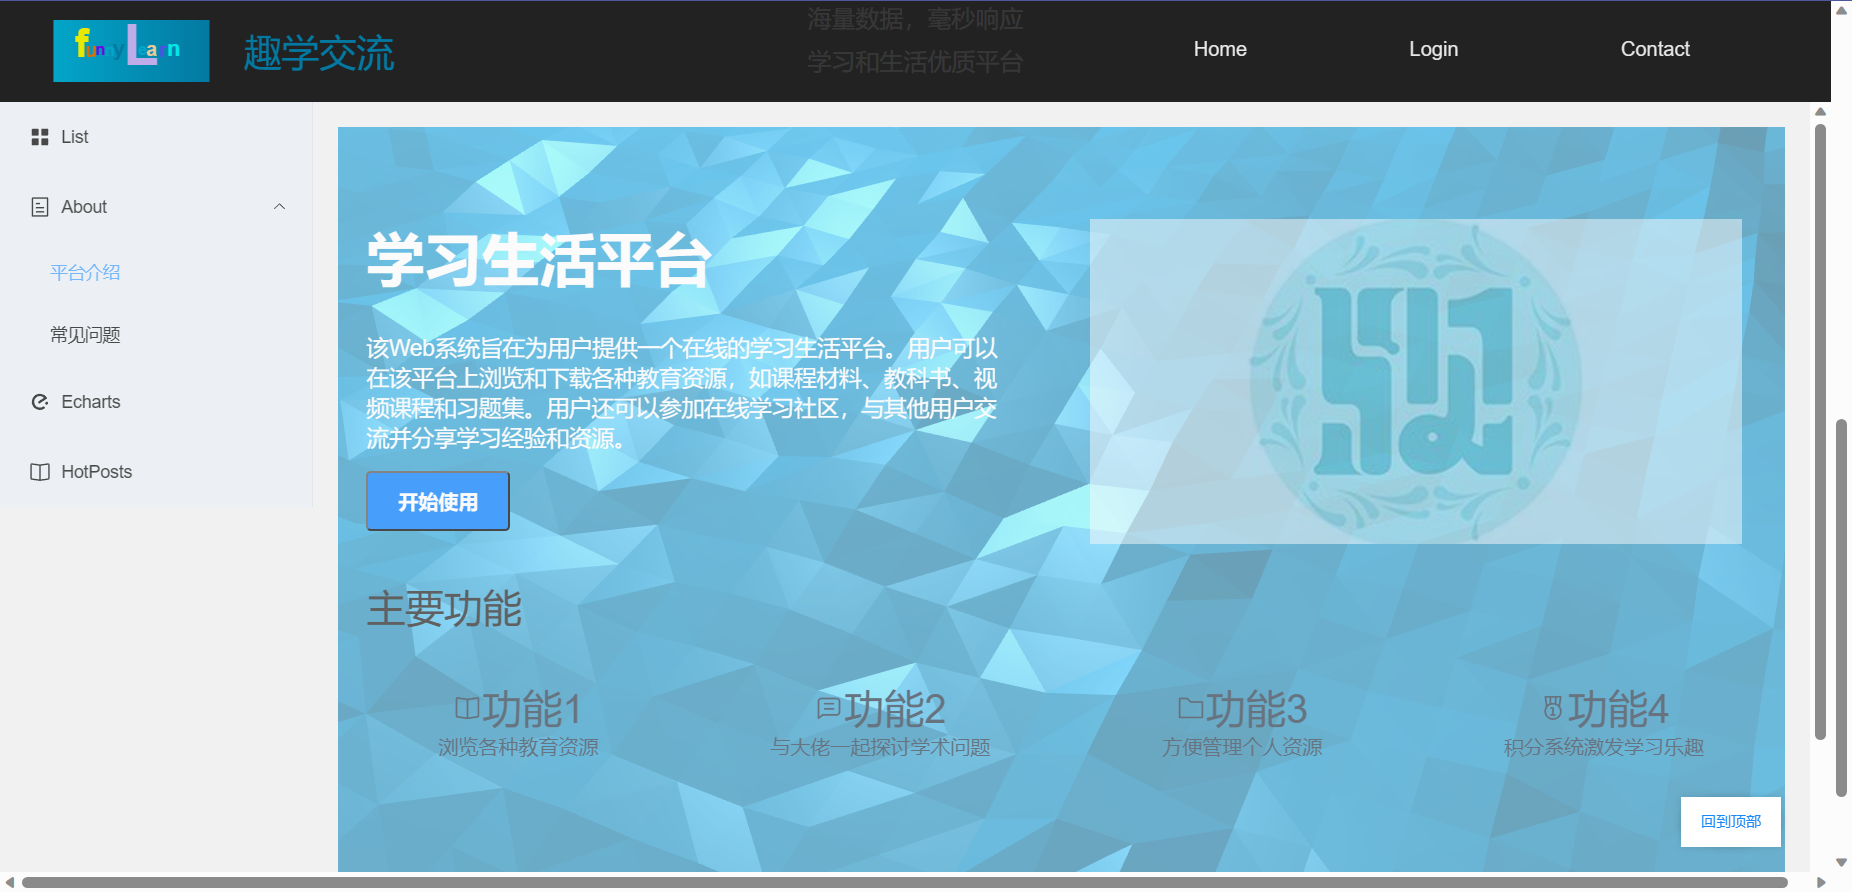 funnyLearn
趣学交流
海量数据，毫秒响应
学习和生活优质平台
Home
Login
Contact
List
About
平台介绍
常见问题
Echarts
HotPosts
学习生活平台
该Web系统旨在为用户提供一个在线的学习生活平台。用户可以
在该平台上浏览和下载各种教育资源，如课程材料、教科书、视
频课程和习题集。用户还可以参加在线学习社区，与其他用户交
流并分享学习经验和资源。
开始使用
主要功能
功能1
浏览各种教育资源
功能2
与大佬一起探讨学术问题
功能3
方便管理个人资源
功能4
积分系统激发学习乐趣
回到顶部